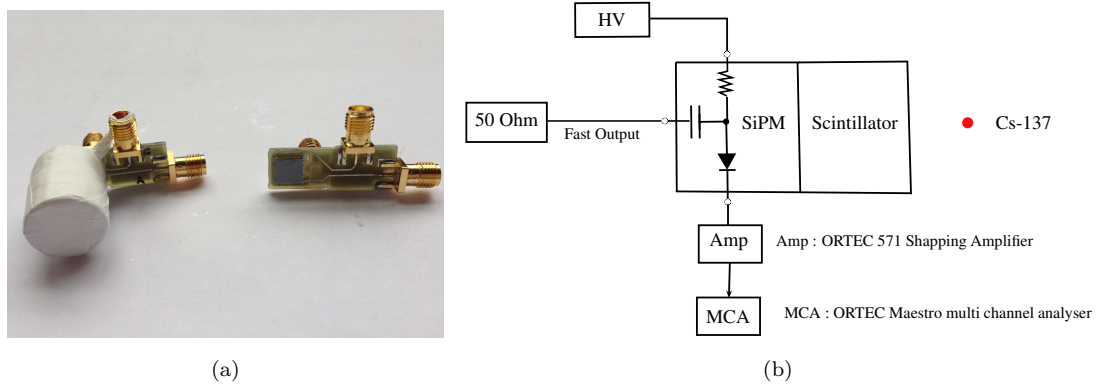 HV
50 Ohm
Fast Output
SiPM
Scintillator
Cs-137
Amp
Amp : ORTEC 571 Shapping Amplifier
MCA
MCA : ORTEC Maestro multi channel analyser
A
(a)
(b)